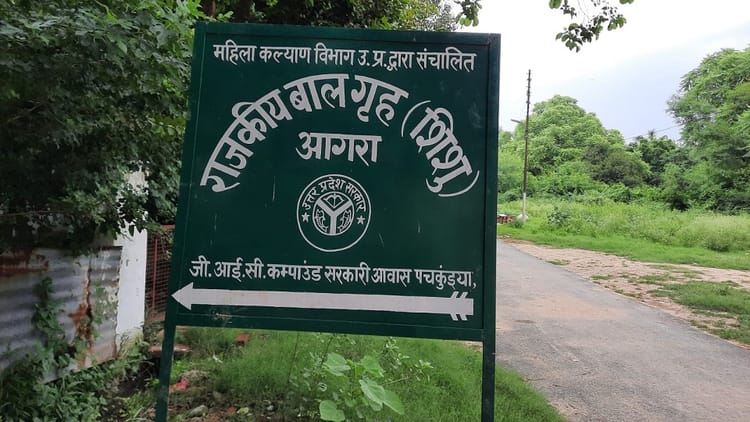 महिला कल्याण विभाग उ.प्र.द्वारा संचालित
राजकीय बाल गृह (शिशु)
आगरा
उत्तर प्रदेश सरकार
जी.आई.सी.कम्पाउंड सरकारी आवास पचकुंइया,